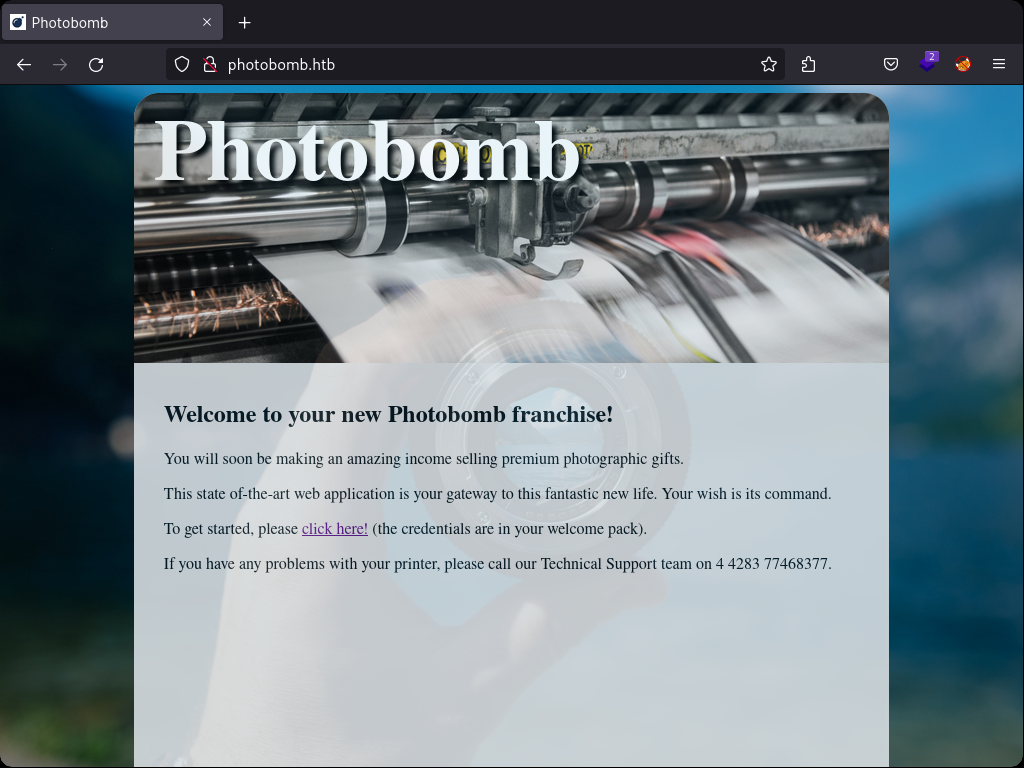 Photobomb
2
photobomb.htb
Photobomb
Welcome to your new Photobomb franchise!
You will soon be making an amazing income selling premium photographic gifts.
This state of-the-art web application is your gateway to this fantastic new life. Your wish is its command.
To get started, please click here! (the credentials are in your welcome pack).
If you have any problems with your printer, please call our Technical Support team on 4 4283 77468377.